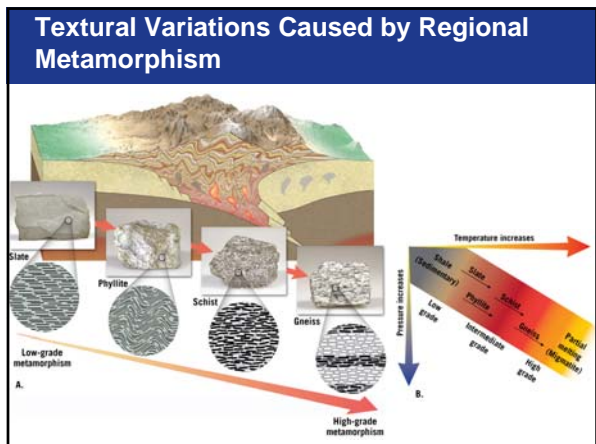 Textural Variations Caused by Regional
Metamorphism
Slate
Phyllite
Schist
Gneiss
Low-grade
metamorphism
High-grade
metamorphism
A.
Temperature increases
Pressure increases
Shale
(Sedimentary)
Slate
Phyllite
Schist
Gneiss
Partial
melting
(Migmatite)
Low
grade
Intermediate
grade
High
grade
B.